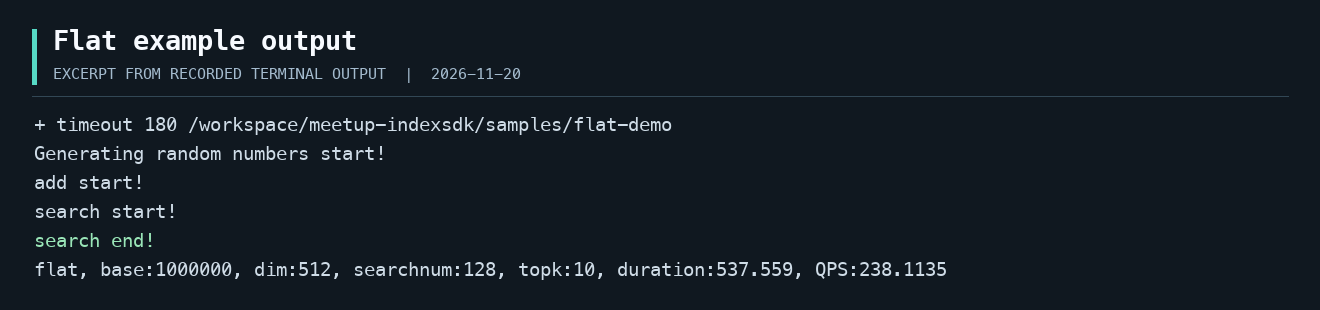 Flat example output
EXCERPT FROM RECORDED TERMINAL OUTPUT | 2026-11-20
+ timeout 180 /workspace/meetup-indexsdk/samples/flat-demo
Generating random numbers start!
add start!
search start!
search end!
flat, base:1000000, dim:512, searchnum:128, topk:10, duration:537.559, QPS:238.1135